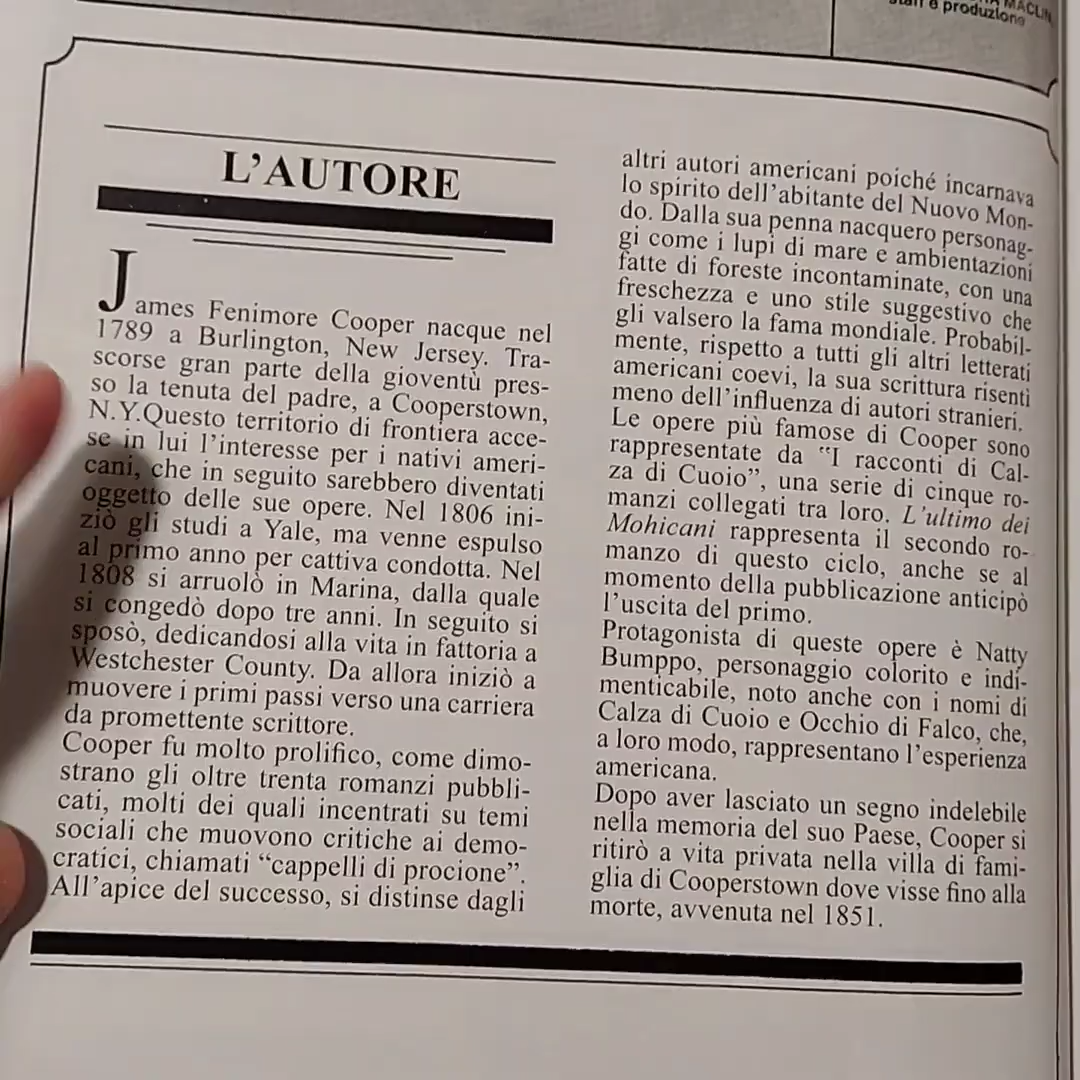 MACLIN
staff e produzione
L'AUTORE
James Fenimore Cooper nacque nel
1789 a Burlington, New Jersey. Tra-
scorse gran parte della gioventù pres-
so la tenuta del padre, a Cooperstown,
N.Y.Questo territorio di frontiera acce-
se in lui l'interesse per i nativi ameri-
cani, che in seguito sarebbero diventati
oggetto delle sue opere. Nel 1806 ini-
ziò gli studi a Yale, ma venne espulso
al primo anno per cattiva condotta. Nel
1808 si arruolò in Marina, dalla quale
si congedò dopo tre anni. In seguito si
sposò, dedicandosi alla vita in fattoria a
Westchester County. Da allora iniziò a
muovere i primi passi verso una carriera
da promettente scrittore.
Cooper fu molto prolifico, come dimo-
strano gli oltre trenta romanzi pubbli-
cati, molti dei quali incentrati su temi
sociali che muovono critiche ai demo-
cratici, chiamati “cappelli di procione”.
All'apice del successo, si distinse dagli
altri autori americani poiché incarnava
lo spirito dell'abitante del Nuovo Mon-
do. Dalla sua penna nacquero personag-
gi come i lupi di mare e ambientazioni
fatte di foreste incontaminate, con una
freschezza e uno stile suggestivo che
gli valsero la fama mondiale. Probabil-
mente, rispetto a tutti gli altri letterati
americani coevi, la sua scrittura risentì
meno dell'influenza di autori stranieri.
Le opere più famose di Cooper sono
rappresentate da “I racconti di Cal-
za di Cuoio”, una serie di cinque ro-
manzi collegati tra loro. L'ultimo dei
Mohicani rappresenta il secondo ro-
manzo di questo ciclo, anche se al
momento della pubblicazione anticipò
l'uscita del primo.
Protagonista di queste opere è Natty
Bumppo, personaggio colorito e indi-
menticabile, noto anche con i nomi di
Calza di Cuoio e Occhio di Falco, che,
a loro modo, rappresentano l'esperienza
americana.
Dopo aver lasciato un segno indelebile
nella memoria del suo Paese, Cooper si
ritirò a vita privata nella villa di fami-
glia di Cooperstown dove visse fino alla
morte, avvenuta nel 1851.